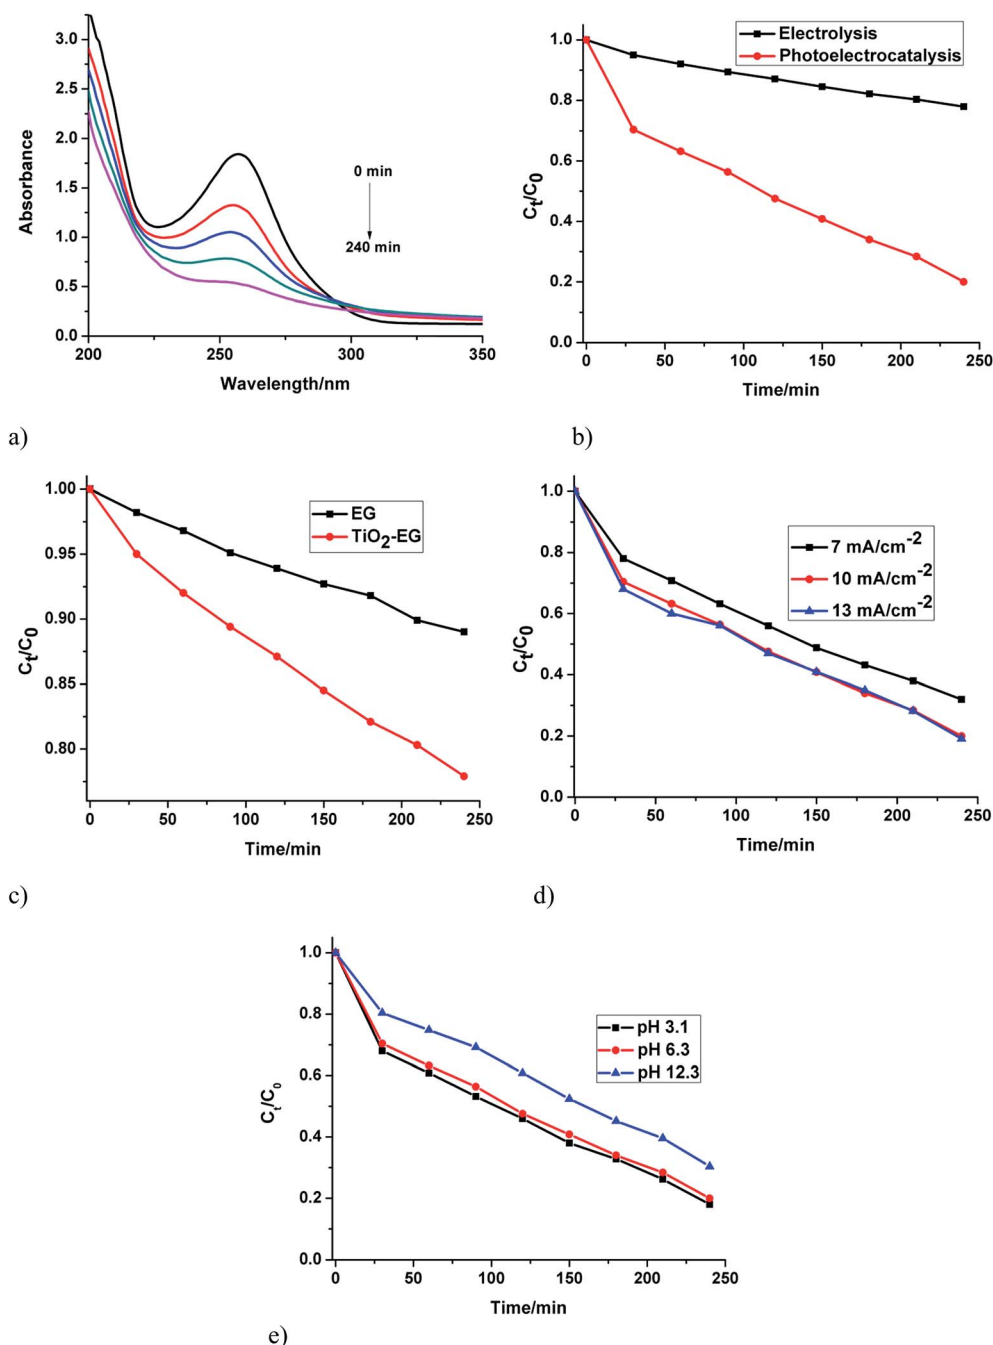 3.0
2.5
2.0
1.5
1.0
0.5
0.0
Absorbance
0 min
240 min
200
250
300
350
Wavelength/nm
a)
1.0
0.8
0.6
0.4
0.2
0.0
Ct/C0
Electrolysis
Photoelectrocatalysis
0
50
100
150
200
250
Time/min
b)
1.00
0.95
0.90
0.85
0.80
Ct/C0
EG
TiO2-EG
0
50
100
150
200
250
Time/min
c)
1.0
0.8
0.6
0.4
0.2
0.0
Ct/C0
7 mA/cm-2
10 mA/cm-2
13 mA/cm-2
0
50
100
150
200
250
Time/min
d)
1.0
0.8
0.6
0.4
0.2
0.0
Ct/C0
pH 3.1
pH 6.3
pH 12.3
0
50
100
150
200
250
Time/min
e)